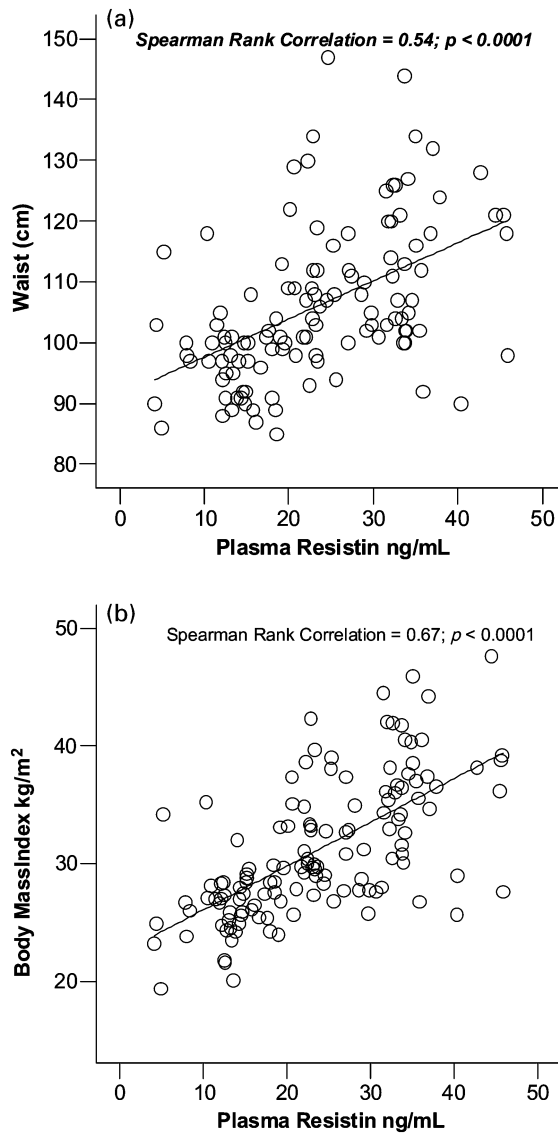 (a)
Spearman Rank Correlation = 0.54; p < 0.0001
150
140
130
120
110
100
90
80
Waist (cm)
0 10 20 30 40 50
Plasma Resistin ng/mL
(b)
Spearman Rank Correlation = 0.67; p < 0.0001
50
40
30
20
Body MassIndex kg/m²
0 10 20 30 40 50
Plasma Resistin ng/mL